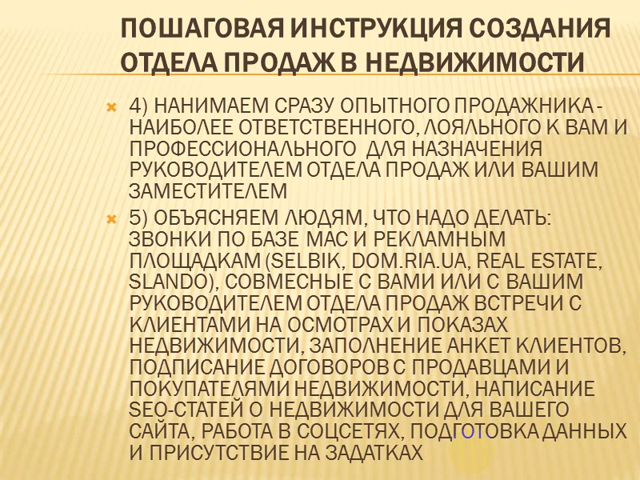 ПОШАГОВАЯ ИНСТРУКЦИЯ СОЗДАНИЯ
ОТДЕЛА ПРОДАЖ В НЕДВИЖИМОСТИ
4) НАНИМАЕМ СРАЗУ ОПЫТНОГО ПРОДАЖНИКА -
НАИБОЛЕЕ ОТВЕТСТВЕННОГО, ЛОЯЛЬНОГО К ВАМ И
ПРОФЕССИОНАЛЬНОГО ДЛЯ НАЗНАЧЕНИЯ
РУКОВОДИТЕЛЕМ ОТДЕЛА ПРОДАЖ ИЛИ ВАШИМ
ЗАМЕСТИТЕЛЕМ
5) ОБЪЯСНЯЕМ ЛЮДЯМ, ЧТО НАДО ДЕЛАТЬ:
ЗВОНКИ ПО БАЗЕ МАС И РЕКЛАМНЫМ
ПЛОЩАДКАМ (SELBIK, DOM.RIA.UA, REAL ESTATE,
SLANDO), СОВМЕСНЫЕ С ВАМИ ИЛИ С ВАШИМ
РУКОВОДИТЕЛЕМ ОТДЕЛА ПРОДАЖ ВСТРЕЧИ С
КЛИЕНТАМИ НА ОСМОТРАХ И ПОКАЗАХ
НЕДВИЖИМОСТИ, ЗАПОЛНЕНИЕ АНКЕТ КЛИЕНТОВ,
ПОДПИСАНИЕ ДОГОВОРОВ С ПРОДАВЦАМИ И
ПОКУПАТЕЛЯМИ НЕДВИЖИМОСТИ, НАПИСАНИЕ
SEO-СТАТЕЙ О НЕДВИЖИМОСТИ ДЛЯ ВАШЕГО
САЙТА, РАБОТА В СОЦСЕТЯХ, ПОДГОТОВКА ДАННЫХ
И ПРИСУТСТВИЕ НА ЗАДАТКАХ